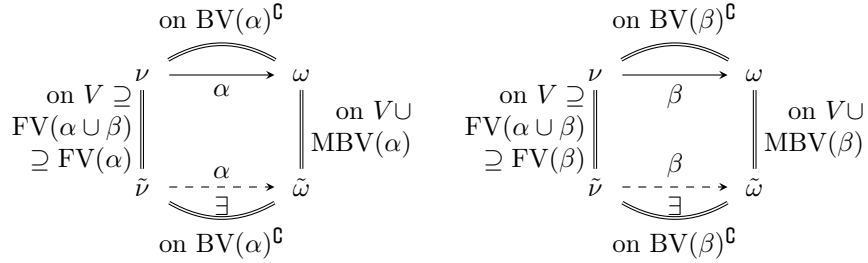 on BV(α)∁
ν
α
ω
on V ⊇
FV(α ∪ β)
⊇ FV(α)
on V∪
MBV(α)
ν̃
α
∃
ω̃
on BV(α)∁
on BV(β)∁
ν
β
ω
on V ⊇
FV(α ∪ β)
⊇ FV(β)
on V∪
MBV(β)
ν̃
β
∃
ω̃
on BV(β)∁